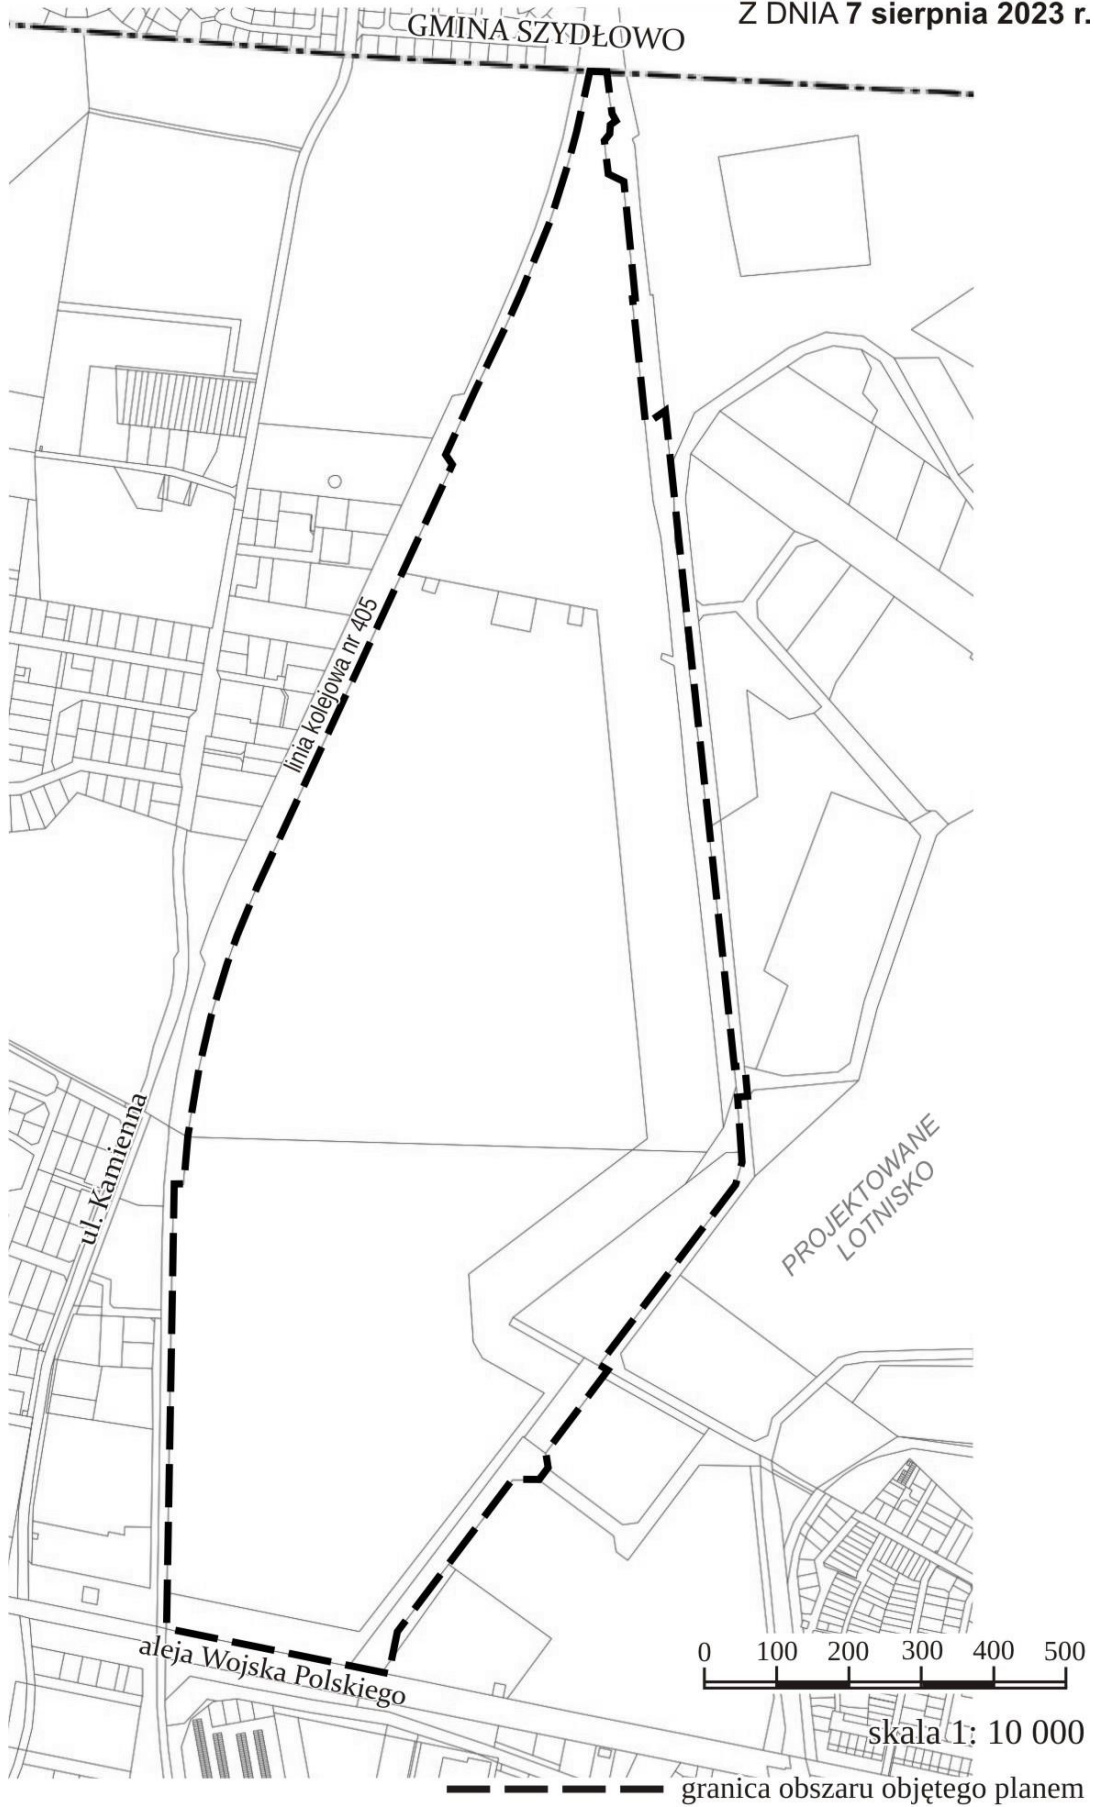 Z DNIA 7 sierpnia 2023 r.
GMINA SZYDŁOWO
linia kolejowa nr 405
ul. Kamienna
PROJEKTOWANE
LOTNISKO
aleja Wojska Polskiego
0 100 200 300 400 500
skala 1: 10 000
granica obszaru objętego planem